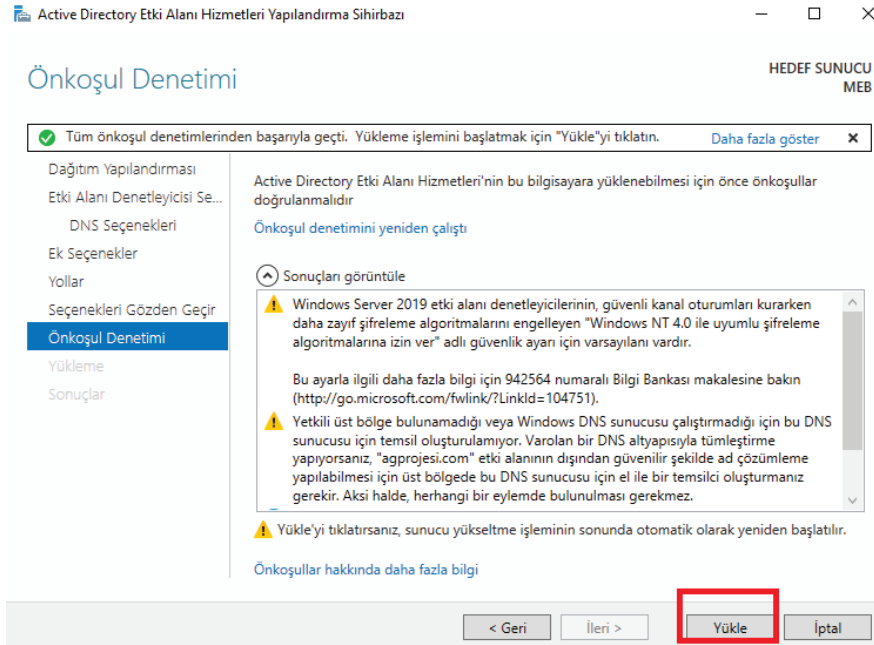 Active Directory Etki Alanı Hizmetleri Yapılandırma Sihirbazı
Önkoşul Denetimi
HEDEF SUNUCU
MEB
Tüm önkoşul denetimlerinden başarıyla geçti. Yükleme işlemini başlatmak için "Yükle"yi tıklatın.
Daha fazla göster
Dağıtım Yapılandırması
Etki Alanı Denetleyicisi Se...
DNS Seçenekleri
Ek Seçenekler
Yollar
Seçenekleri Gözden Geçir
Önkoşul Denetimi
Yükleme
Sonuçlar
Active Directory Etki Alanı Hizmetleri'nin bu bilgisayara yüklenebilmesi için önce önkoşullar
doğrulanmalıdır
Önkoşul denetimini yeniden çalıştı
Sonuçları görüntüle
Windows Server 2019 etki alanı denetleyicilerinin, güvenli kanal oturumları kurarken
daha zayıf şifreleme algoritmalarını engelleyen "Windows NT 4.0 ile uyumlu şifreleme
algoritmalarına izin ver" adlı güvenlik ayarı için varsayılanı vardır.
Bu ayarla ilgili daha fazla bilgi için 942564 numaralı Bilgi Bankası makalesine bakın
(http://go.microsoft.com/fwlink/?LinkId=104751).
Yetkili üst bölge bulunamadığı veya Windows DNS sunucusu çalıştırmadığı için bu DNS
sunucusu için temsil oluşturulamıyor. Varolan bir DNS altyapısıyla tümleştirme
yapıyorsanız, "agprojesi.com" etki alanının dışından güvenilir şekilde ad çözümleme
yapılabilmesi için üst bölgede bu DNS sunucusu için el ile bir temsilci oluşturmanız
gerekir. Aksi halde, herhangi bir eylemde bulunulması gerekmez.
Yükle'yi tıklatırsanız, sunucu yükseltme işleminin sonunda otomatik olarak yeniden başlatılır.
Önkoşullar hakkında daha fazla bilgi
< Geri
İleri >
Yükle
İptal